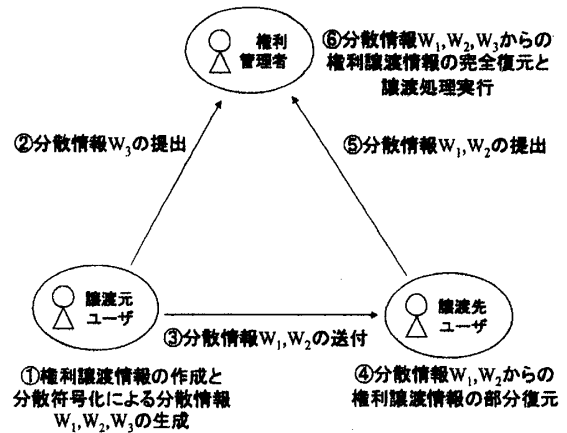 権利
管理者
⑥分散情報W₁,W₂,W₃からの
権利譲渡情報の完全復元と
譲渡処理実行
②分散情報W₃の提出
⑤分散情報W₁,W₂の提出
譲渡元
ユーザ
譲渡先
ユーザ
③分散情報W₁,W₂の送付
①権利譲渡情報の作成と
分散符号化による分散情報
W₁,W₂,W₃の生成
④分散情報W₁,W₂からの
権利譲渡情報の部分復元